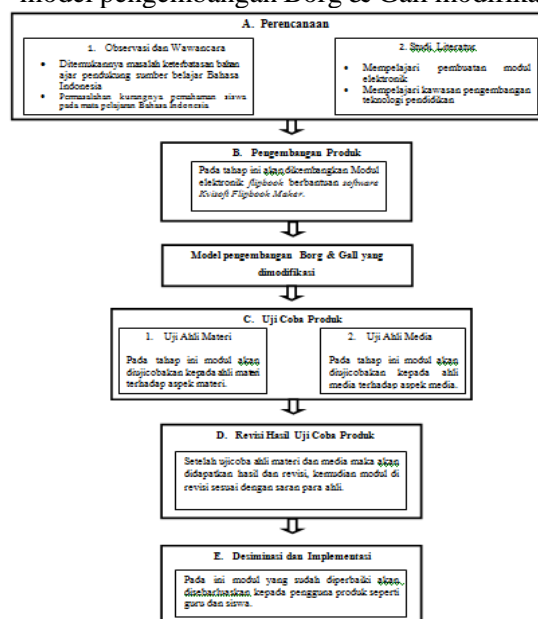 model pengembangan Borg & Gall modifika
A. Perencanaan
1. Observasi dan Wawancara
• Ditemukannya masalah keterbatasan bahan
ajar pendukung sumber belajar Bahasa
Indonesia
• Permasalahan kurangnya pemahaman siswa
pada mata pelajaran Bahasa Indonesia
2. Studi Literatur
• Mempelajari pembuatan modul
elektronik
• Mempelajari kawasan pengembangan
teknologi pendidikan
B. Pengembangan Produk
Pada tahap ini akan dikembangkan Modul
elektronik flipbook berbantuan software
Kvisoft Flipbook Maker.
Model pengembangan Borg & Gall yang
dimodifikasi
C. Uji Coba Produk
1. Uji Ahli Materi
Pada tahap ini modul akan
diujicobakan kepada ahli materi
terhadap aspek materi.
2. Uji Ahli Media
Pada tahap ini modul akan
diujicobakan kepada ahli
media terhadap aspek media.
D. Revisi Hasil Uji Coba Produk
Setelah ujicoba ahli materi dan media maka akan
didapatkan hasil dan revisi, kemudian modul di
revisi sesuai dengan saran para ahli.
E. Desiminasi dan Implementasi
Pada ini modul yang sudah diperbaiki akan
disebarluaskan kepada pengguna produk seperti
guru dan siswa.